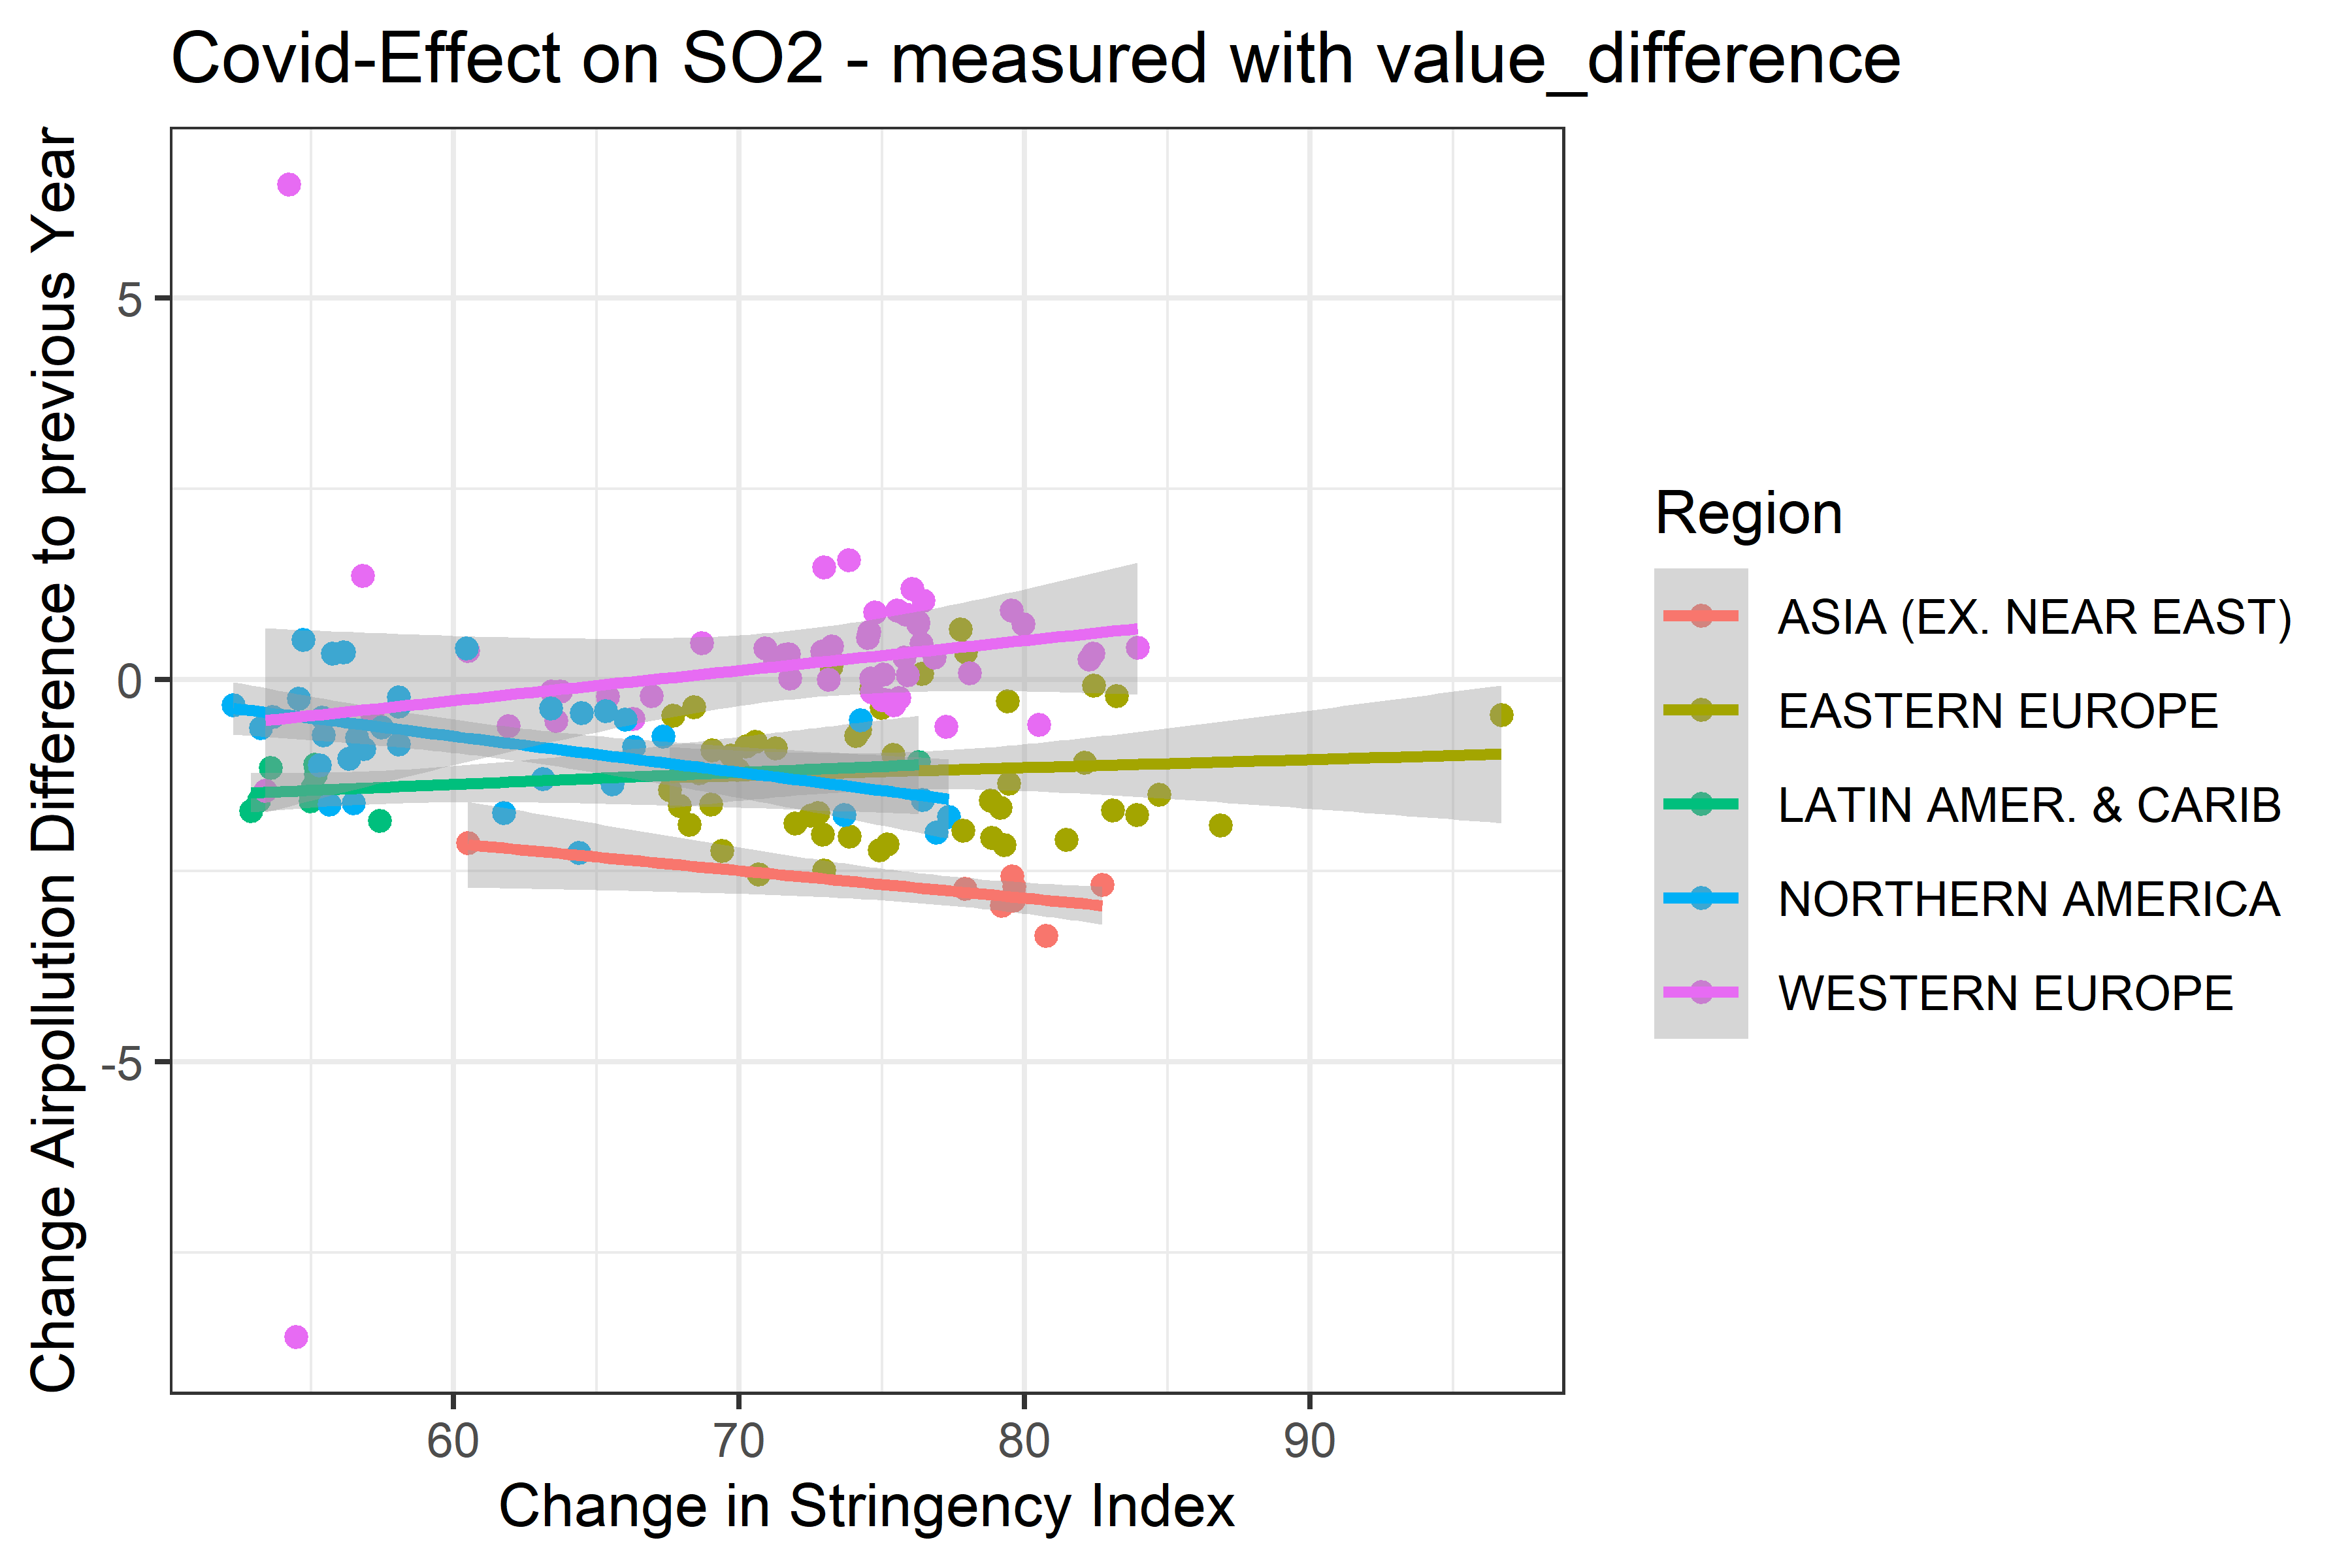 Covid-Effect on SO2 - measured with value_difference
Change Airpollution Difference to previous Year
5
0
-5
60 70 80 90
Change in Stringency Index
Region
ASIA (EX. NEAR EAST)
EASTERN EUROPE
LATIN AMER. & CARIB
NORTHERN AMERICA
WESTERN EUROPE